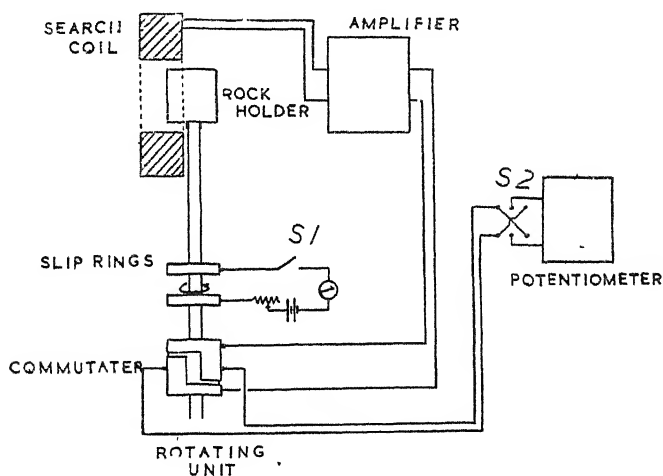 SEARCH
COIL
AMPLIFIER
ROCK
HOLDER
S2
S1
SLIP RINGS
POTENTIOMETER
COMMUTATER
ROTATING
UNIT